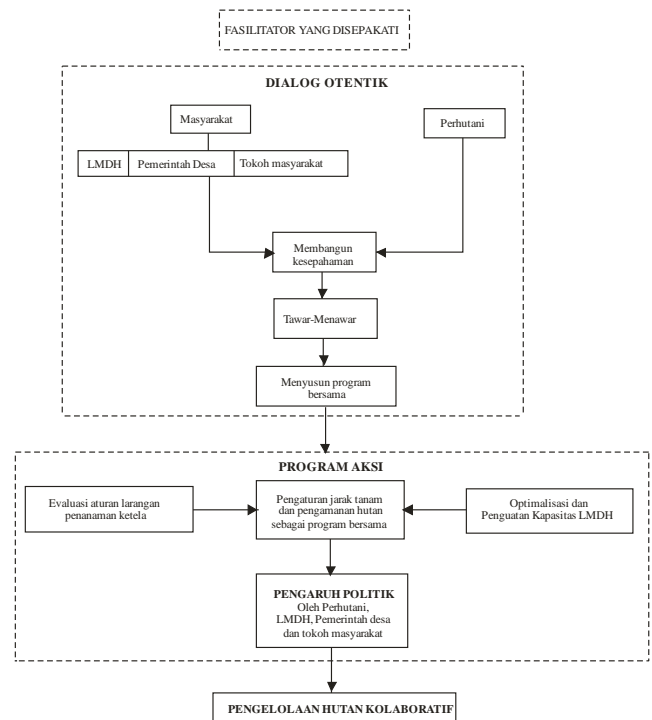 FASILITATOR YANG DISEPAKATI
DIALOG OTENTIK
Masyarakat
Perhutani
LMDH
Pemerintah Desa
Tokoh masyarakat
Membangun
kesepahaman
Tawar-Menawar
Menyusun program
bersama
PROGRAM AKSI
Evaluasi aturan larangan
penanaman ketela
Pengaturan jarak tanam
dan pengamanan hutan
sebagai program bersama
Optimalisasi dan
Penguatan Kapasitas LMDH
PENGARUH POLITIK
Oleh Perhutani,
LMDH, Pemerintah desa
dan tokoh masyarakat
PENGELOLAAN HUTAN KOLABORATIF